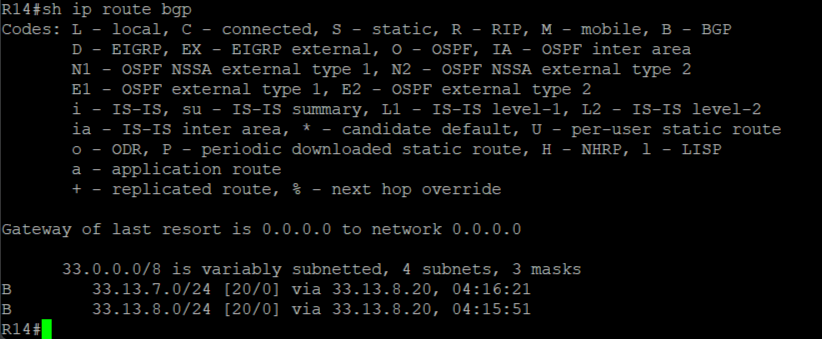 R14#sh ip route bgp
Codes: L - local, C - connected, S - static, R - RIP, M - mobile, B - BGP
       D - EIGRP, EX - EIGRP external, O - OSPF, IA - OSPF inter area
       N1 - OSPF NSSA external type 1, N2 - OSPF NSSA external type 2
       E1 - OSPF external type 1, E2 - OSPF external type 2
       i - IS-IS, su - IS-IS summary, L1 - IS-IS level-1, L2 - IS-IS level-2
       ia - IS-IS inter area, * - candidate default, U - per-user static route
       o - ODR, P - periodic downloaded static route, H - NHRP, l - LISP
       a - application route
       + - replicated route, % - next hop override

Gateway of last resort is 0.0.0.0 to network 0.0.0.0

      33.0.0.0/8 is variably subnetted, 4 subnets, 3 masks
B        33.13.7.0/24 [20/0] via 33.13.8.20, 04:16:21
B        33.13.8.0/24 [20/0] via 33.13.8.20, 04:15:51
R14#